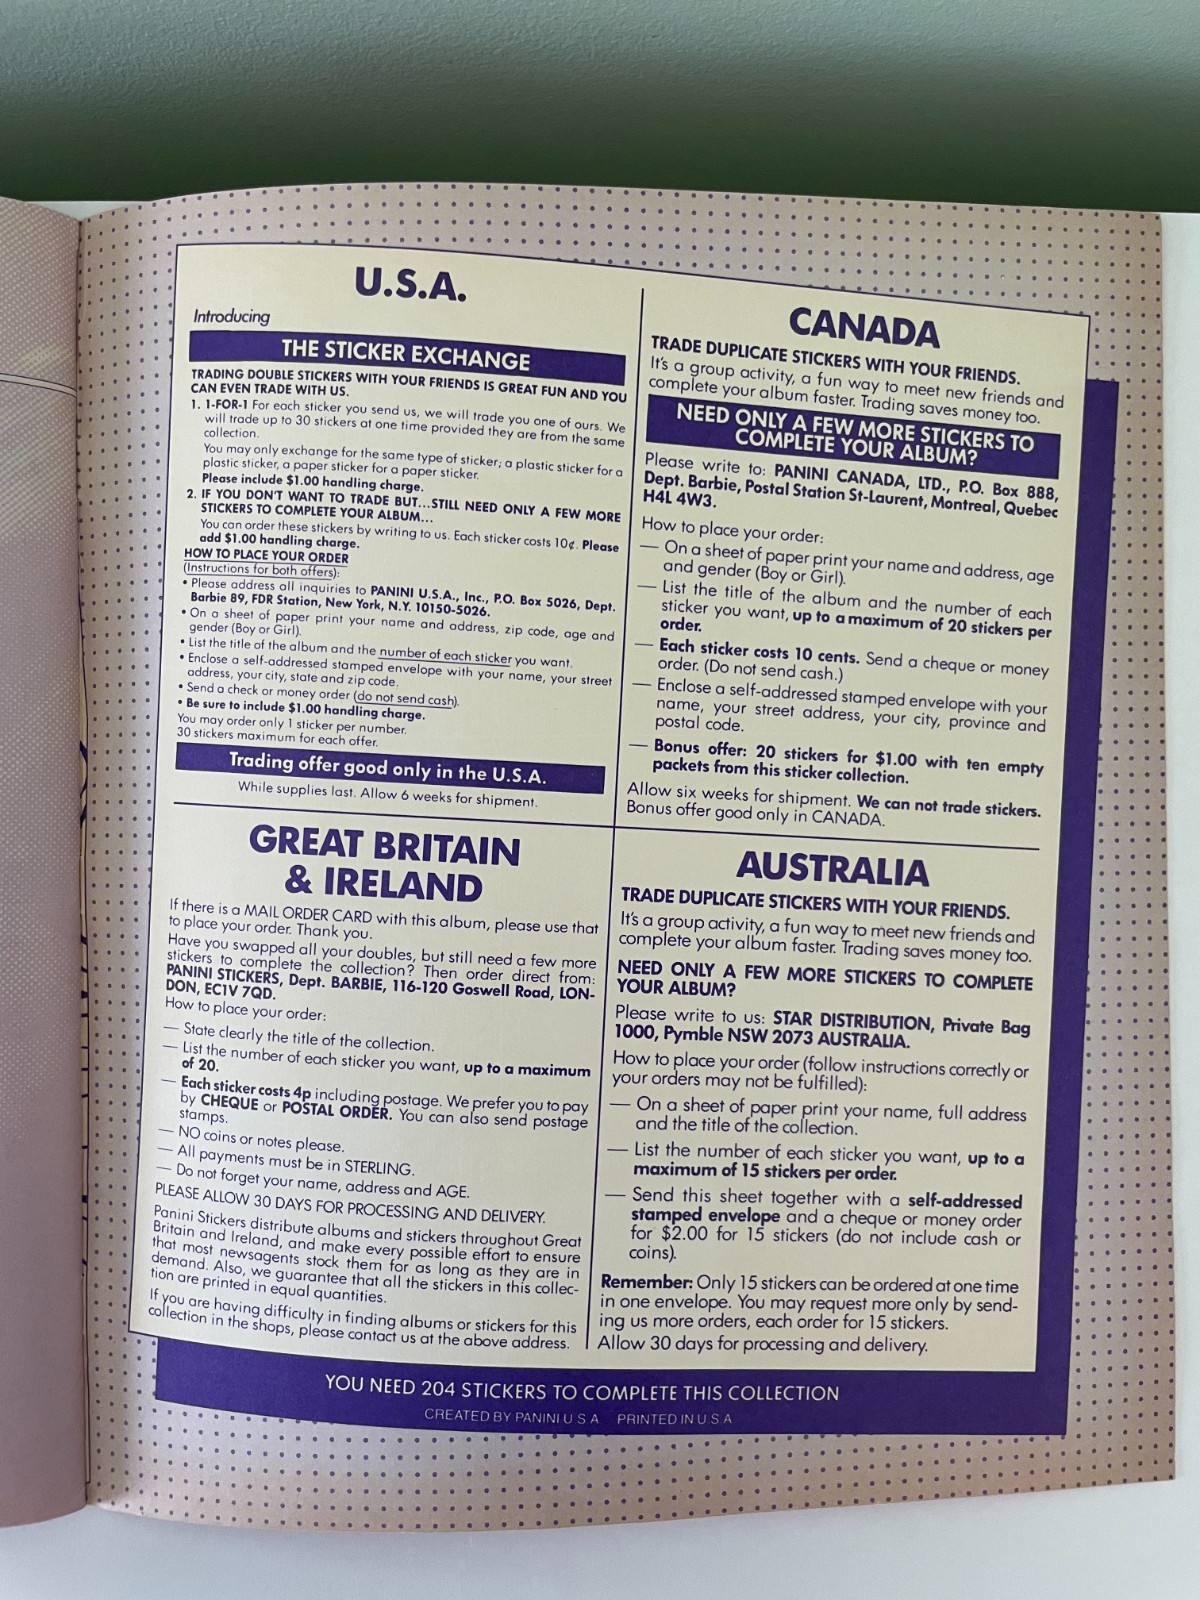 U.S.A.
Introducing
THE STICKER EXCHANGE
TRADING DOUBLE STICKERS WITH YOUR FRIENDS IS GREAT FUN AND YOU
CAN EVEN TRADE WITH US.
1. 1-FOR-1 For each sticker you send us, we will trade you one of ours. We
will trade up to 30 stickers at one time provided they are from the same
collection.
You may only exchange for the same type of sticker; a plastic sticker for a
plastic sticker, a paper sticker for a paper sticker.
Please include $1.00 handling charge.
2. IF YOU DON'T WANT TO TRADE BUT...STILL NEED ONLY A FEW MORE
STICKERS TO COMPLETE YOUR ALBUM...
You can order these stickers by writing to us. Each sticker costs 10¢. Please
add $1.00 handling charge.
HOW TO PLACE YOUR ORDER
(Instructions for both offers):
• Please address all inquiries to PANINI U.S.A., Inc., P.O. Box 5026, Dept.
Barbie 89, FDR Station, New York, N.Y. 10150-5026.
• On a sheet of paper print your name and address, zip code, age and
gender (Boy or Girl).
• List the title of the album and the number of each sticker you want.
• Enclose a self-addressed stamped envelope with your name, your street
address, your city, state and zip code.
• Send a check or money order (do not send cash).
• Be sure to include $1.00 handling charge.
You may order only 1 sticker per number.
30 stickers maximum for each offer.
Trading offer good only in the U.S.A.
While supplies last. Allow 6 weeks for shipment.
CANADA
TRADE DUPLICATE STICKERS WITH YOUR FRIENDS.
It's a group activity, a fun way to meet new friends and
complete your album faster. Trading saves money too.
NEED ONLY A FEW MORE STICKERS TO
COMPLETE YOUR ALBUM?
Please write to: PANINI CANADA, LTD., P.O. Box 888,
Dept. Barbie, Postal Station St-Laurent, Montreal, Quebec
H4L 4W3.
How to place your order:
— On a sheet of paper print your name and address, age
and gender (Boy or Girl).
— List the title of the album and the number of each
sticker you want, up to a maximum of 20 stickers per
order.
— Each sticker costs 10 cents. Send a cheque or money
order. (Do not send cash.)
— Enclose a self-addressed stamped envelope with your
name, your street address, your city, province and
postal code.
— Bonus offer: 20 stickers for $1.00 with ten empty
packets from this sticker collection.
Allow six weeks for shipment. We can not trade stickers.
Bonus offer good only in CANADA.
GREAT BRITAIN
& IRELAND
If there is a MAIL ORDER CARD with this album, please use that
to place your order. Thank you.
Have you swapped all your doubles, but still need a few more
stickers to complete the collection? Then order direct from:
PANINI STICKERS, Dept. BARBIE, 116-120 Goswell Road, LON-
DON, EC1V 7QD.
How to place your order:
— State clearly the title of the collection.
— List the number of each sticker you want, up to a maximum
of 20.
— Each sticker costs 4p including postage. We prefer you to pay
by CHEQUE or POSTAL ORDER. You can also send postage
stamps.
— NO coins or notes please.
— All payments must be in STERLING.
— Do not forget your name, address and AGE.
PLEASE ALLOW 30 DAYS FOR PROCESSING AND DELIVERY.
Panini Stickers distribute albums and stickers throughout Great
Britain and Ireland, and make every possible effort to ensure
that most newsagents stock them for as long as they are in
demand. Also, we guarantee that all the stickers in this collec-
tion are printed in equal quantities.
If you are having difficulty in finding albums or stickers for this
collection in the shops, please contact us at the above address.
AUSTRALIA
TRADE DUPLICATE STICKERS WITH YOUR FRIENDS.
It's a group activity, a fun way to meet new friends and
complete your album faster. Trading saves money too.
NEED ONLY A FEW MORE STICKERS TO COMPLETE
YOUR ALBUM?
Please write to us: STAR DISTRIBUTION, Private Bag
1000, Pymble NSW 2073 AUSTRALIA.
How to place your order (follow instructions correctly or
your orders may not be fulfilled):
— On a sheet of paper print your name, full address
and the title of the collection.
— List the number of each sticker you want, up to a
maximum of 15 stickers per order.
— Send this sheet together with a self-addressed
stamped envelope and a cheque or money order
for $2.00 for 15 stickers (do not include cash or
coins).
Remember: Only 15 stickers can be ordered at one time
in one envelope. You may request more only by send-
ing us more orders, each order for 15 stickers.
Allow 30 days for processing and delivery.
YOU NEED 204 STICKERS TO COMPLETE THIS COLLECTION
CREATED BY PANINI U S A PRINTED IN U.S.A